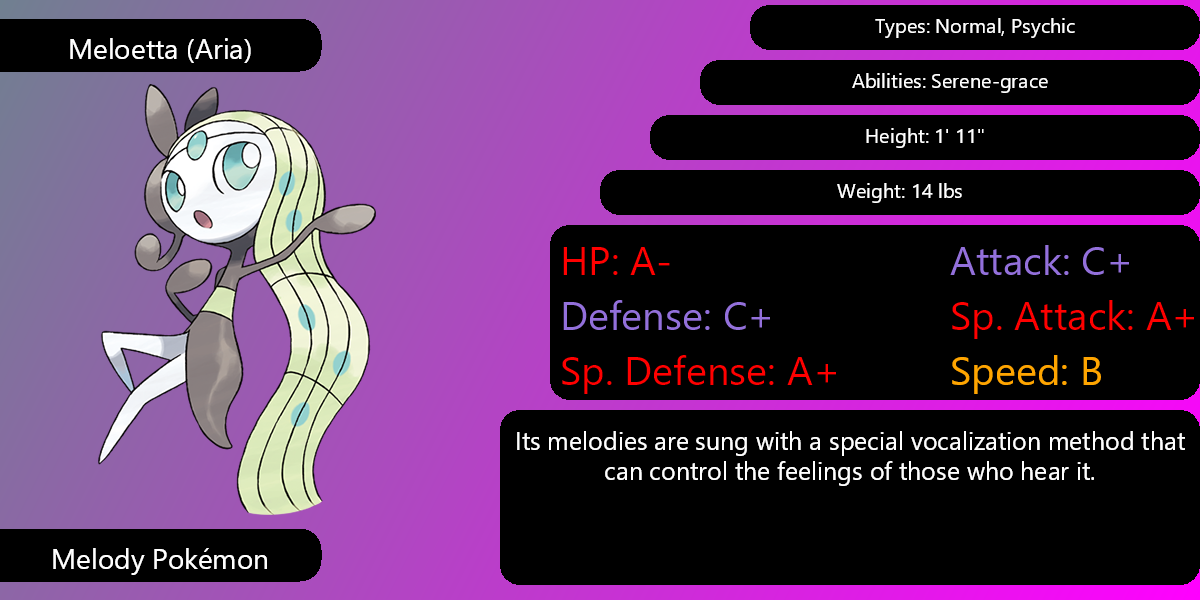 Meloetta (Aria)
Types: Normal, Psychic
Abilities: Serene-grace
Height: 1' 11"
Weight: 14 lbs
HP: A-
Attack: C+
Defense: C+
Sp. Attack: A+
Sp. Defense: A+
Speed: B
Its melodies are sung with a special vocalization method that
can control the feelings of those who hear it.
Melody Pokémon